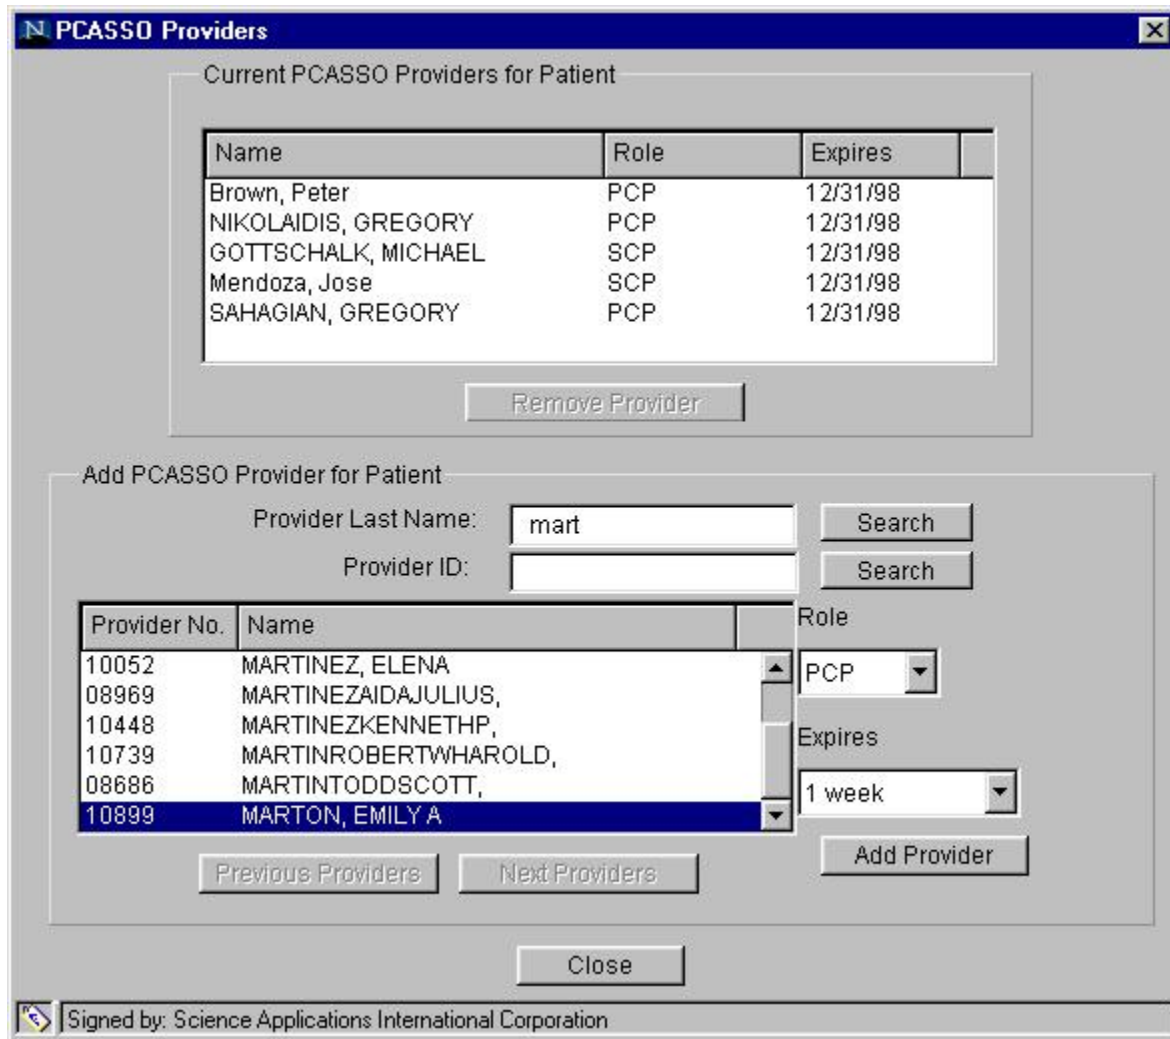 PCASSO Providers
Current PCASSO Providers for Patient
Name Role Expires
Brown, Peter PCP 12/31/98
NIKOLAIDIS, GREGORY PCP 12/31/98
GOTTSCHALK, MICHAEL SCP 12/31/98
Mendoza, Jose SCP 12/31/98
SAHAGIAN, GREGORY PCP 12/31/98
Remove Provider
Add PCASSO Provider for Patient
Provider Last Name: mart Search
Provider ID: Search
Provider No. Name Role
10052 MARTINEZ, ELENA PCP
08969 MARTINEZAIDAJULIUS,
10448 MARTINEZKENNETHP, Expires
10739 MARTINROBERTWHAROLD,
08686 MARTINTODDSCOTT, 1 week
10899 MARTON, EMILY A
Previous Providers Next Providers Add Provider
Close
Signed by: Science Applications International Corporation